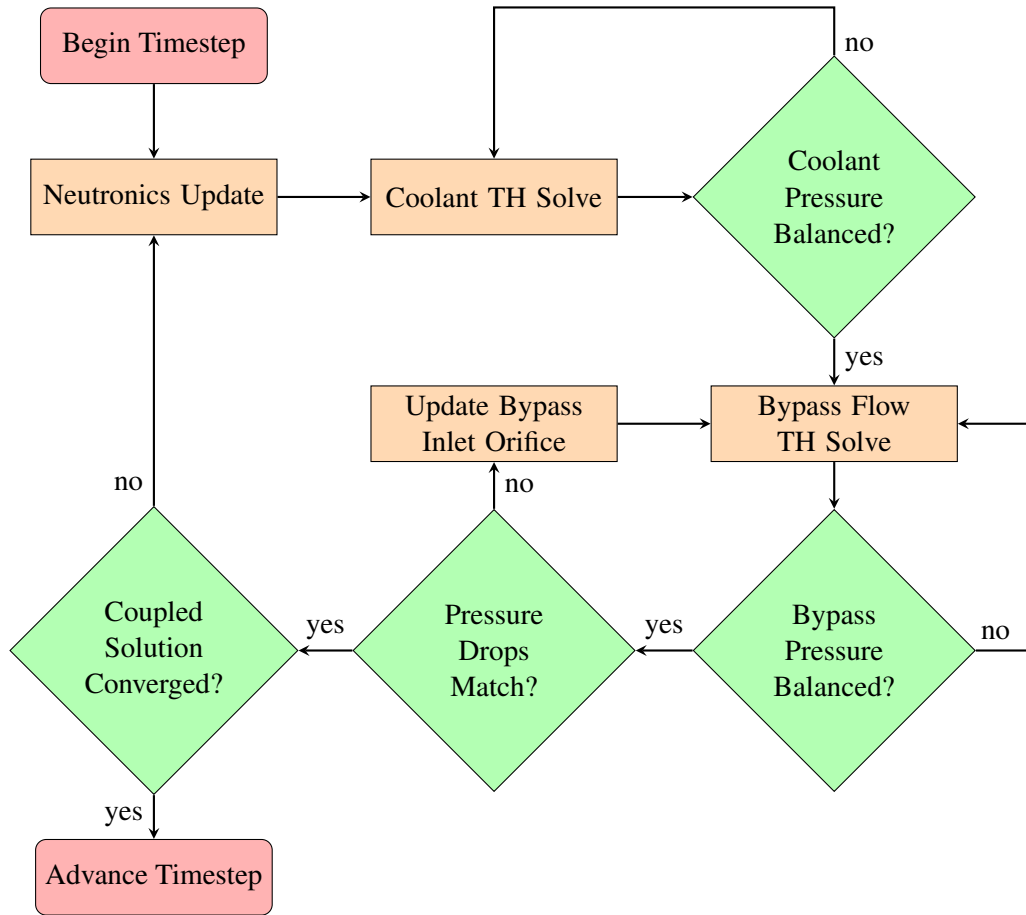 Begin Timestep
no
Neutronics Update
Coolant TH Solve
Coolant
Pressure
Balanced?
yes
Update Bypass
Inlet Orifice
Bypass Flow
TH Solve
no
no
Coupled
Solution
Converged?
yes
Pressure
Drops
Match?
yes
Bypass
Pressure
Balanced?
no
yes
Advance Timestep